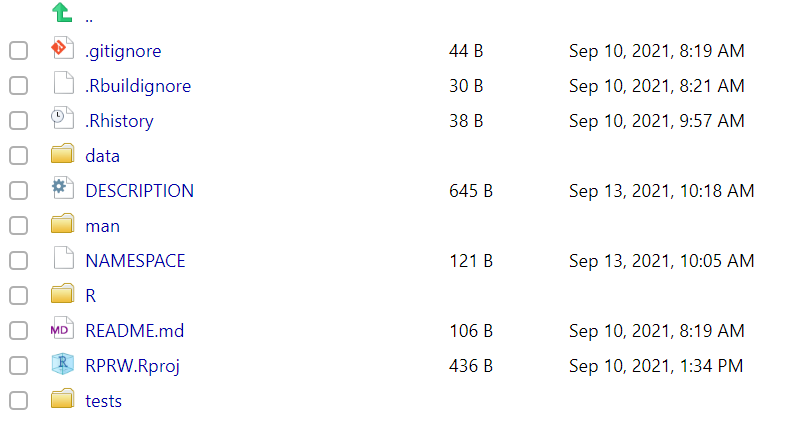 ..
.gitignore 44 B Sep 10, 2021, 8:19 AM
.Rbuildignore 30 B Sep 10, 2021, 8:21 AM
.Rhistory 38 B Sep 10, 2021, 9:57 AM
data
DESCRIPTION 645 B Sep 13, 2021, 10:18 AM
man
NAMESPACE 121 B Sep 13, 2021, 10:05 AM
R
MD README.md 106 B Sep 10, 2021, 8:19 AM
R RPRW.Rproj 436 B Sep 10, 2021, 1:34 PM
tests